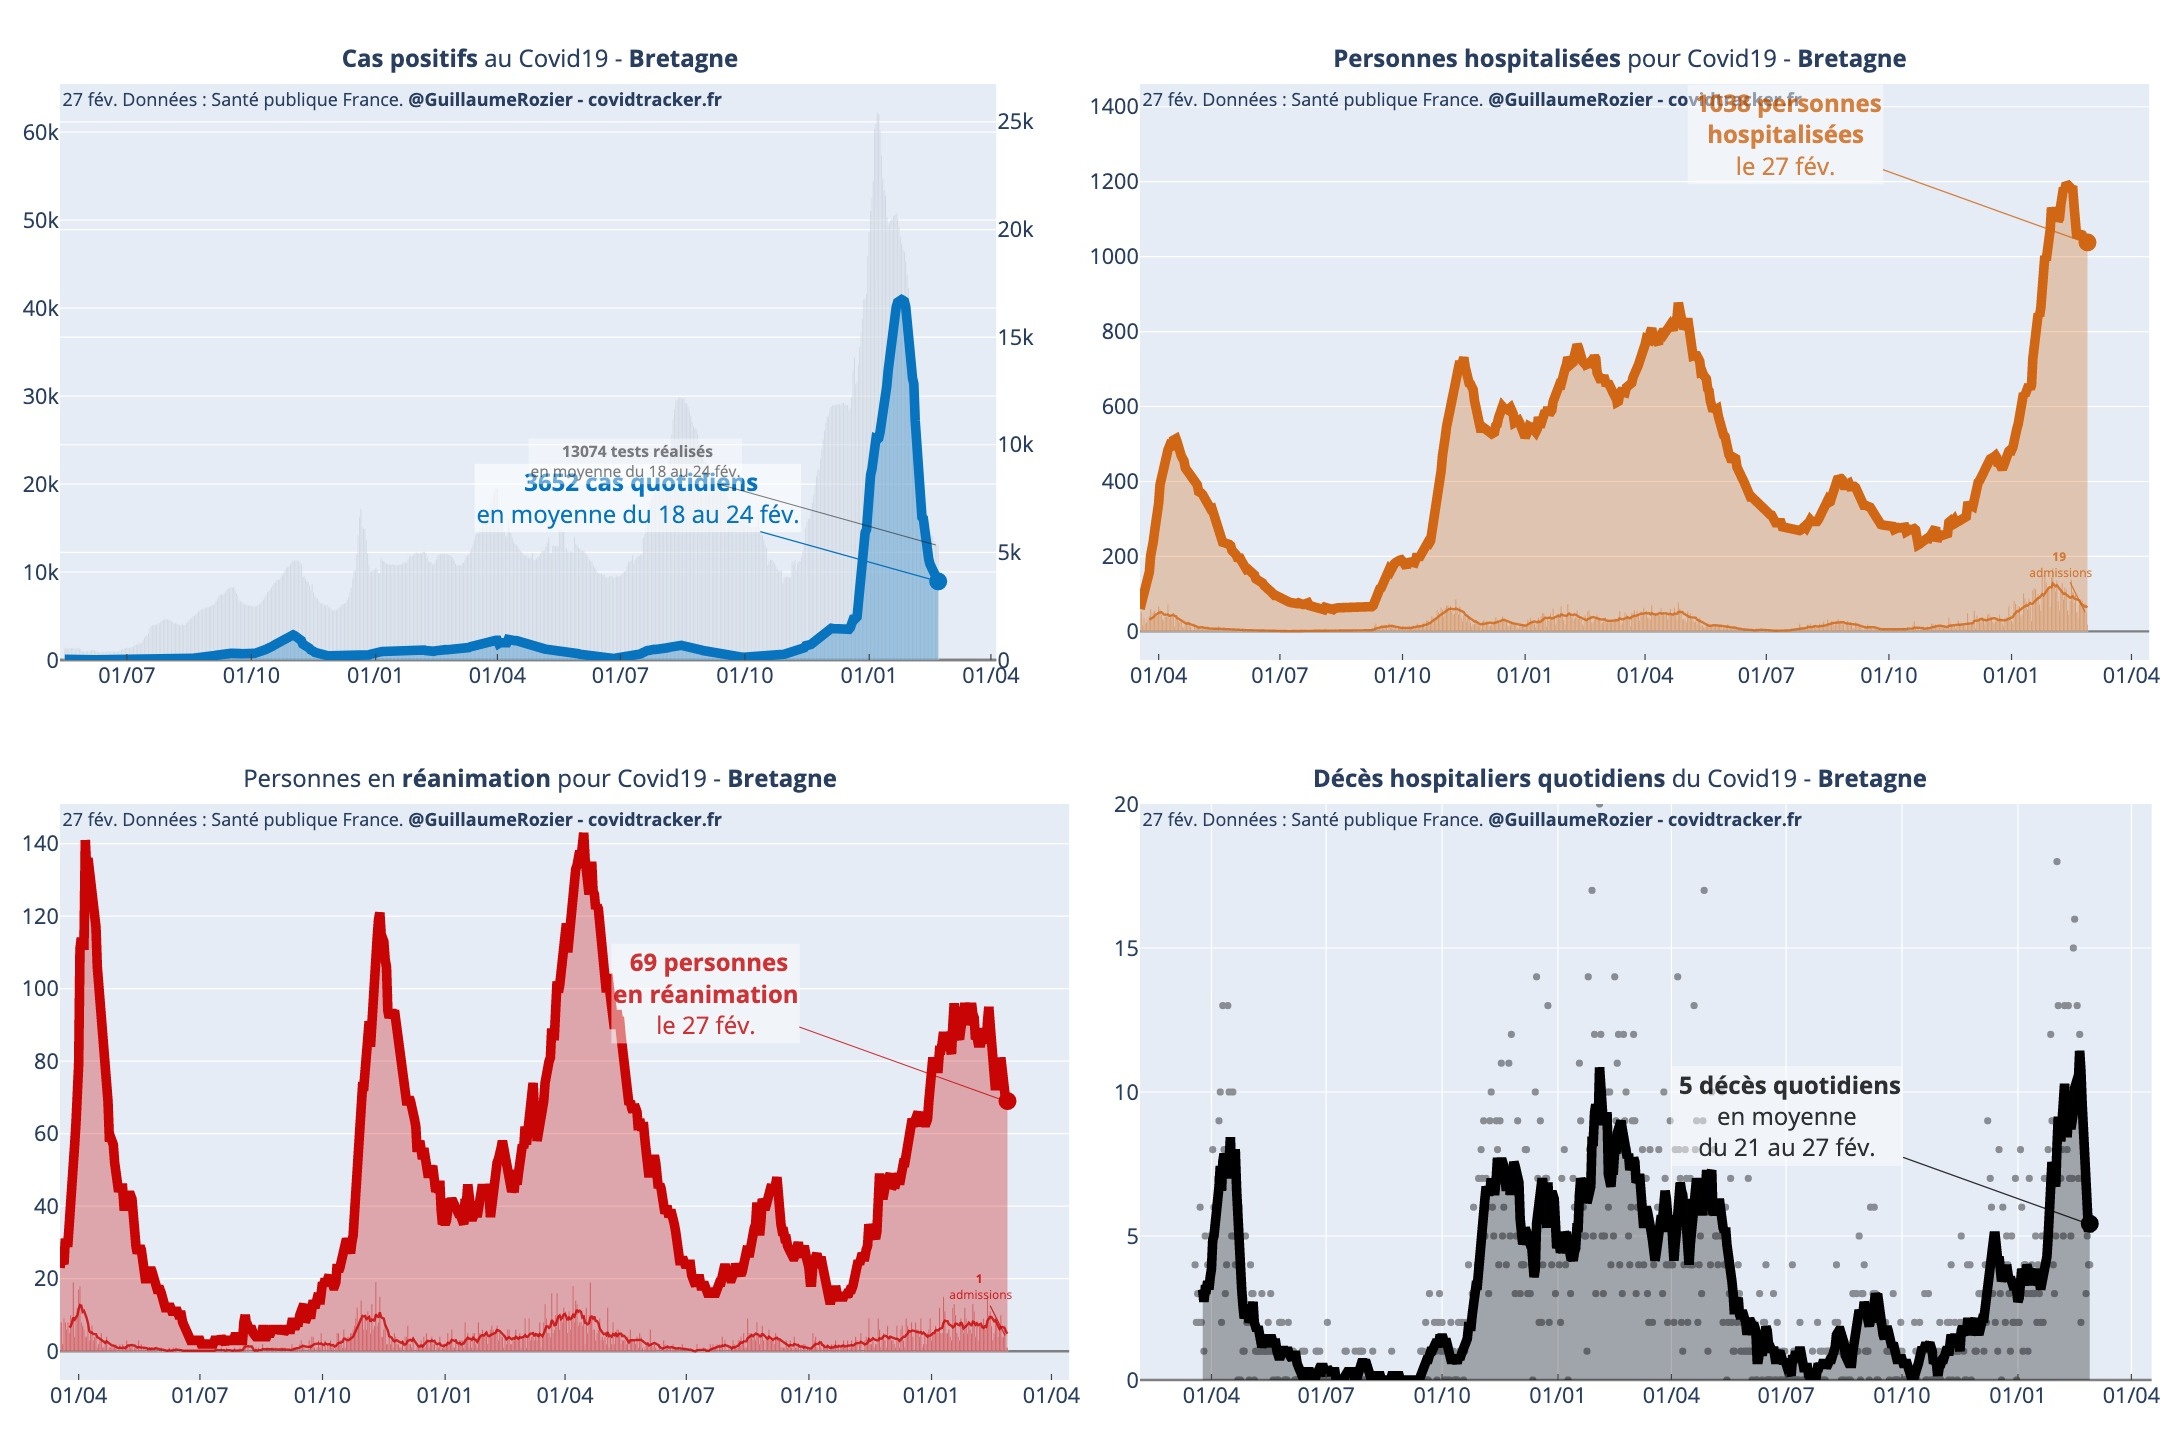 Cas positifs au Covid19 - Bretagne
27 fév. Données : Santé publique France. @GuillaumeRozier - covidtracker.fr
60k
50k
40k
30k
20k
10k
0
25k
20k
15k
10k
5k
0
13074 tests réalisés
en moyenne du 18 au 24 fév.
3652 cas quotidiens
en moyenne du 18 au 24 fév.
01/07 01/10 01/01 01/04 01/07 01/10 01/01 01/04
Personnes hospitalisées pour Covid19 - Bretagne
27 fév. Données : Santé publique France. @GuillaumeRozier - covidtracker.fr
1038 personnes
hospitalisées
le 27 fév.
1400
1200
1000
800
600
400
200
0
19
admissions
01/04 01/07 01/10 01/01 01/04 01/07 01/10 01/01 01/04
Personnes en réanimation pour Covid19 - Bretagne
27 fév. Données : Santé publique France. @GuillaumeRozier - covidtracker.fr
140
120
100
80
60
40
20
0
69 personnes
en réanimation
le 27 fév.
1
admissions
01/04 01/07 01/10 01/01 01/04 01/07 01/10 01/01 01/04
Décès hospitaliers quotidiens du Covid19 - Bretagne
27 fév. Données : Santé publique France. @GuillaumeRozier - covidtracker.fr
20
15
10
5
0
5 décès quotidiens
en moyenne
du 21 au 27 fév.
01/04 01/07 01/10 01/01 01/04 01/07 01/10 01/01 01/04